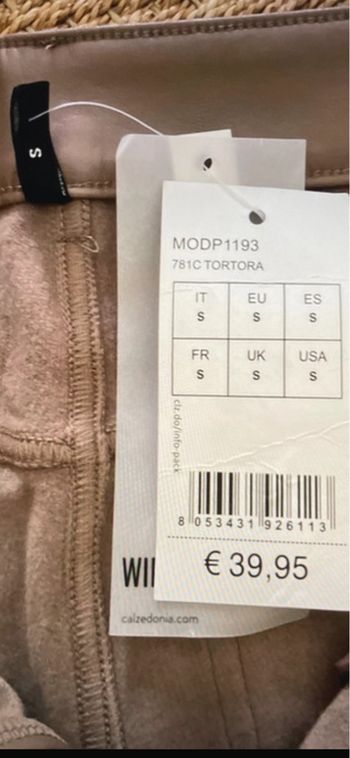 S
MODP1193
781C TORTORA
IT EU ES
S S S
FR UK USA
S S S
clz.do/info-pack
8 053431 926113
€ 39,95
WI
calzedonia.com